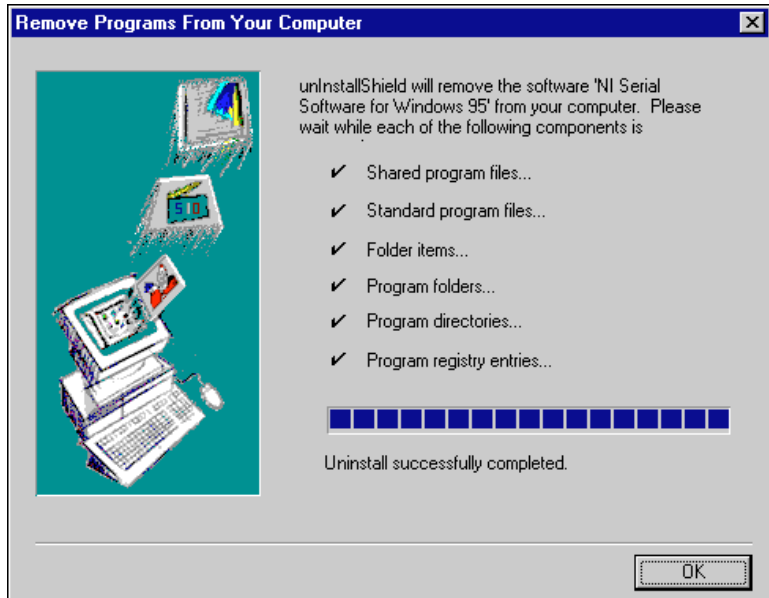 Remove Programs From Your Computer
unInstallShield will remove the software 'NI Serial
Software for Windows 95' from your computer. Please
wait while each of the following components is
✔ Shared program files...
✔ Standard program files...
✔ Folder items...
✔ Program folders...
✔ Program directories...
✔ Program registry entries...
Uninstall successfully completed.
OK